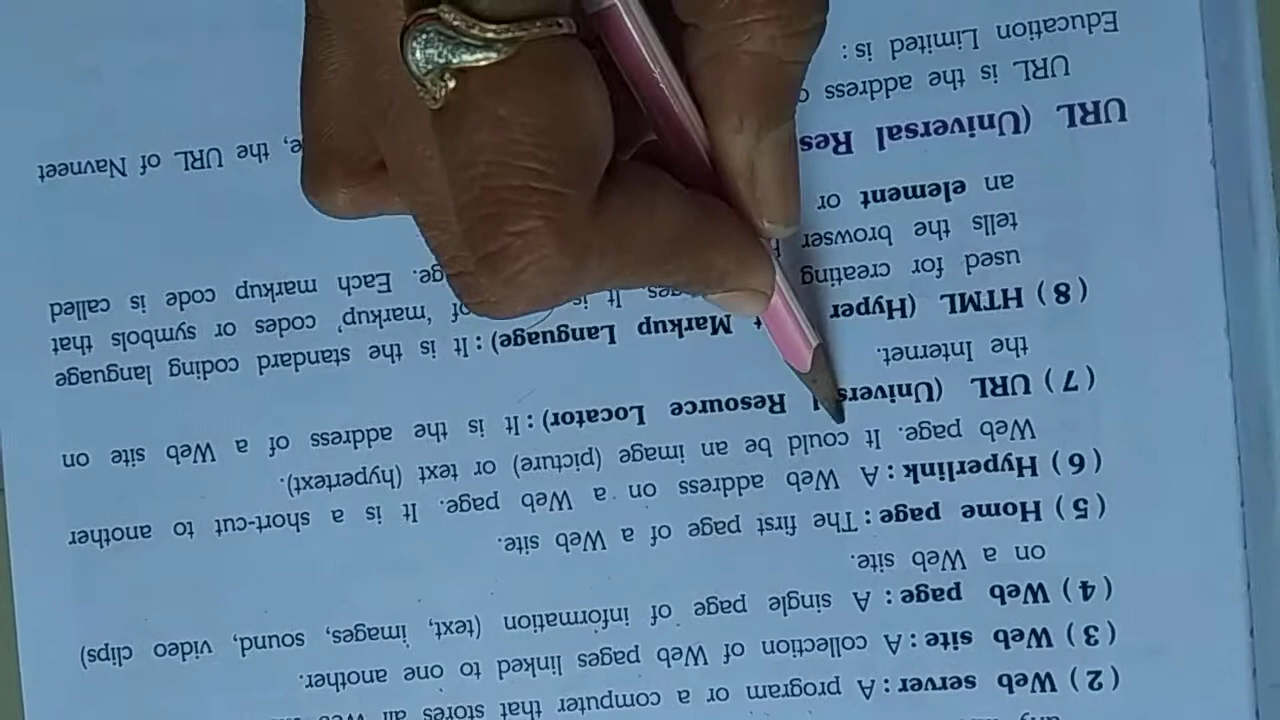 (2) Web server : A program or a computer that stores all
(3) Web site : A collection of Web pages linked to one another.
(4) Web page : A single page of information (text, images, sound, video clips)
on a Web site.
(5) Home page : The first page of a Web site.
(6) Hyperlink : A Web address on a Web page. It is a short-cut to another
Web page. It could be an image (picture) or text (hypertext).
(7) URL (Universal Resource Locator) : It is the address of a Web site on
the Internet.
(8) HTML (Hyper Markup Language) : It is the standard coding language
used for creating It is of ‘markup’ codes or symbols that
tells the browser Each markup code is called
an element or
URL (Universal
URL is the address the URL of Navneet
Education Limited is :